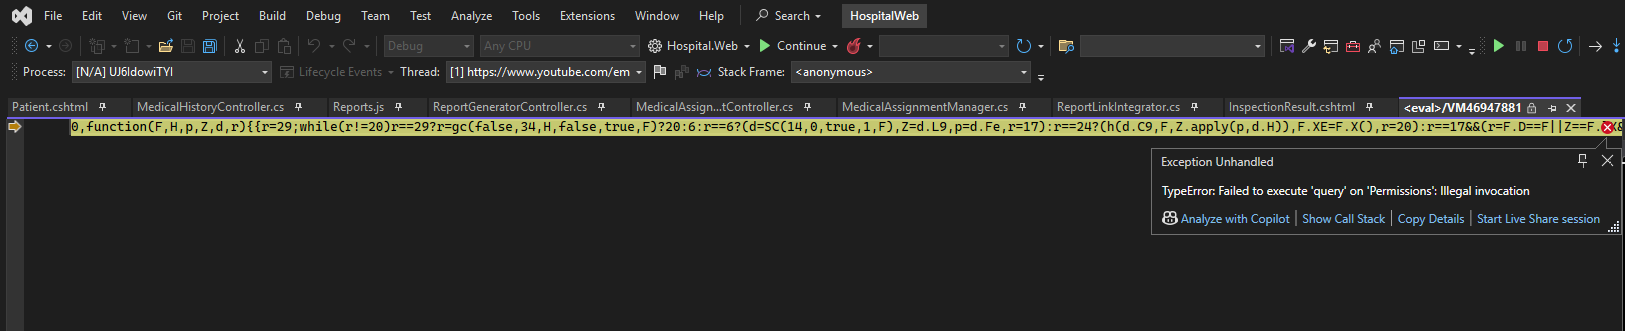 File Edit View Git Project Build Debug Team Test Analyze Tools Extensions Window Help Search HospitalWeb
Debug Any CPU Hospital.Web Continue
Process: [N/A] UJ6IdowiTYI Lifecycle Events Thread: [1] https://www.youtube.com/em Stack Frame: <anonymous>
Patient.cshtml MedicalHistoryController.cs Reports.js ReportGeneratorController.cs MedicalAssign...tController.cs MedicalAssignmentManager.cs ReportLinkIntegrator.cs InspectionResult.cshtml <eval>/VM46947881
0,function(F,H,p,Z,d,r){{r=29;while(r!=20)r==29?r=gc(false,34,H,false,true,F)?20:6:r==6?(d=SC(14,0,true,1,F),Z=d.L9,p=d.Fe,r=17):r==24?(h(d.C9,F,Z.apply(p,d.H)),F.XE=F.X(),r=20):r==17&&(r=F.D==F||Z==F.
Exception Unhandled
TypeError: Failed to execute 'query' on 'Permissions': Illegal invocation
Analyze with Copilot | Show Call Stack | Copy Details | Start Live Share session